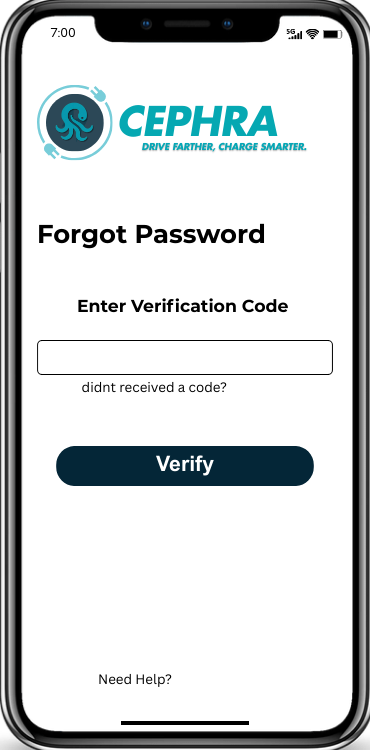 7:00
5G
CEPHRA
DRIVE FARTHER, CHARGE SMARTER.
Forgot Password
Enter Verification Code
didnt received a code?
Verify
Need Help?